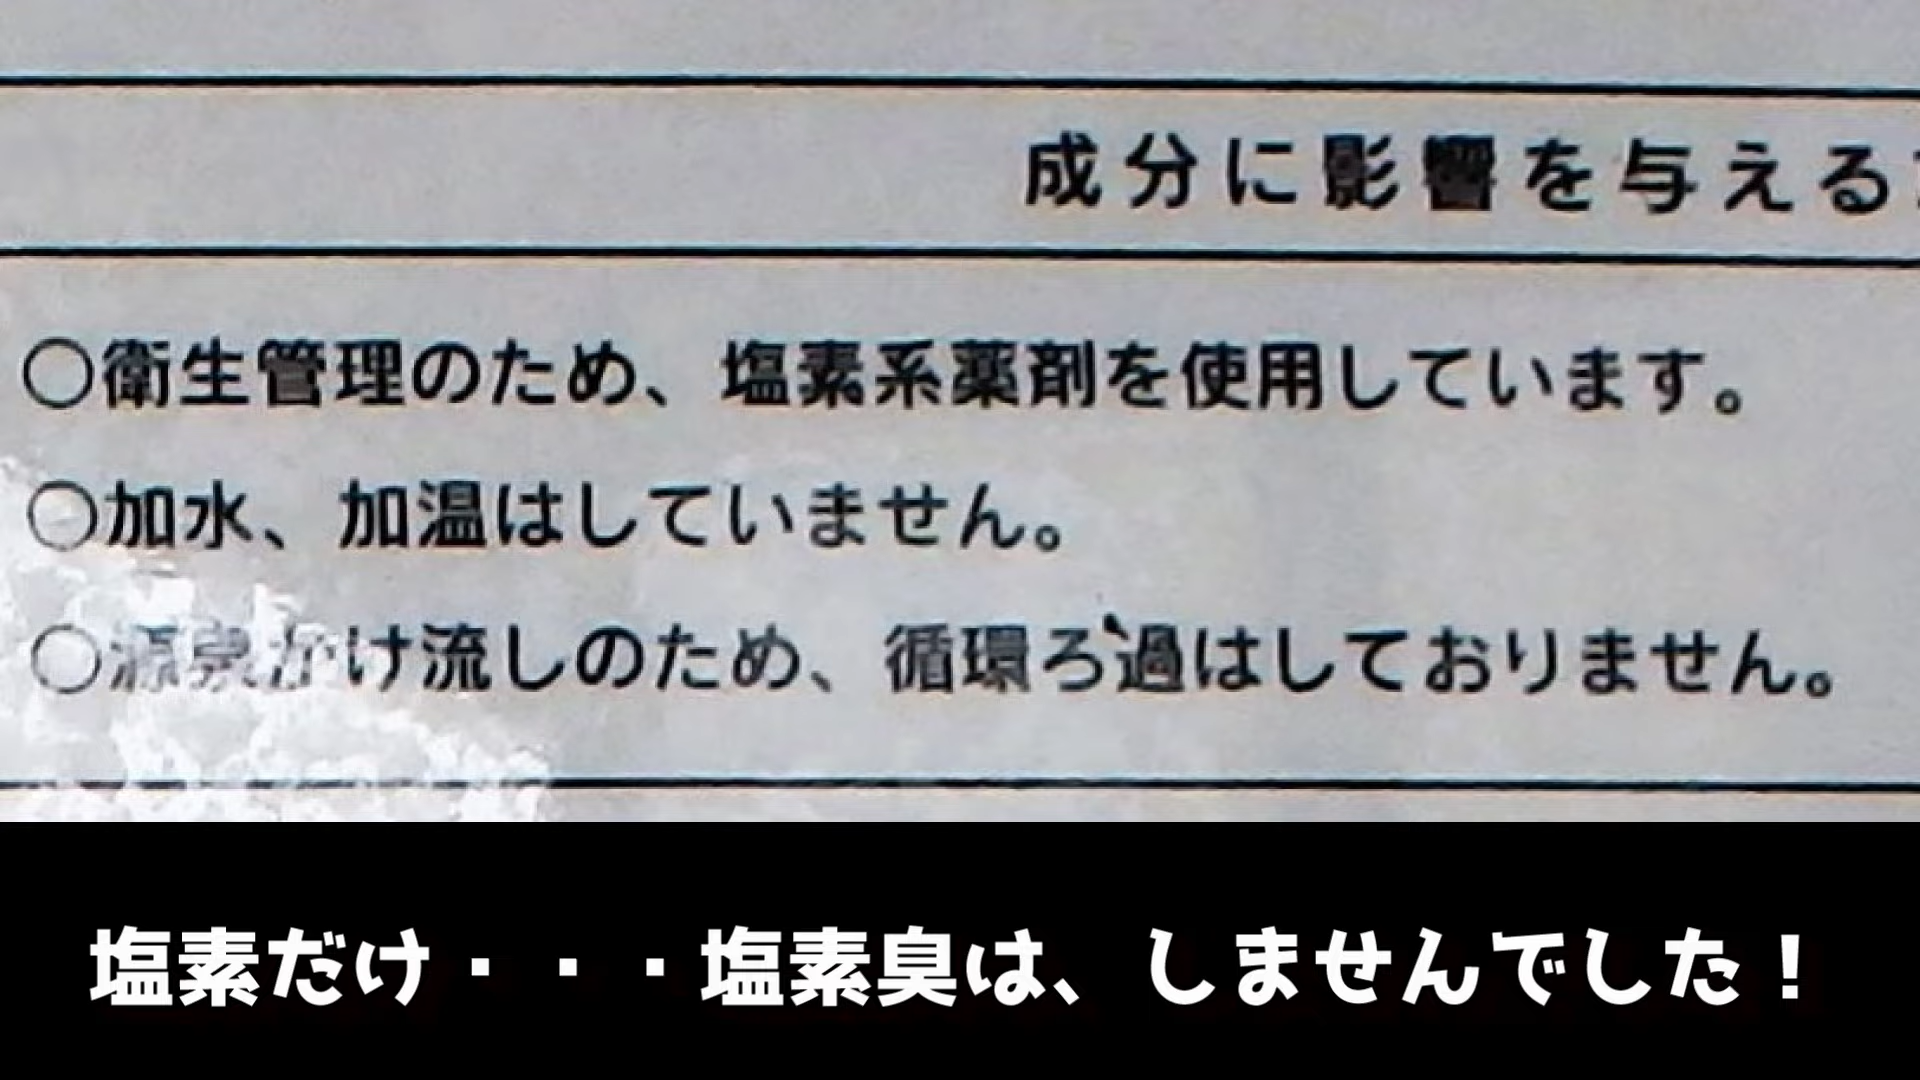 成分に影響を与える
○衛生管理のため、塩素系薬剤を使用しています。
○加水、加温はしていません。
○源泉かけ流しのため、循環ろ過はしておりません。
塩素だけ・・・塩素臭は、しませんでした！